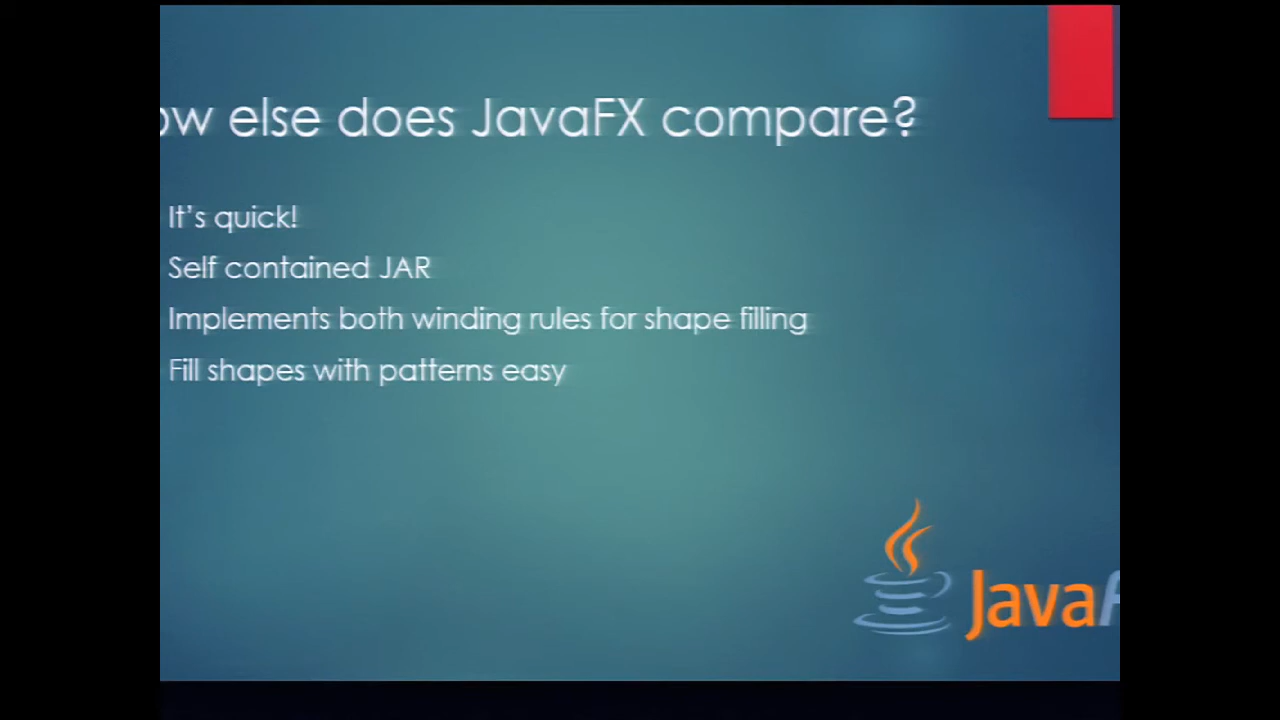 ow else does JavaFX compare?
It's quick!
Self contained JAR
Implements both winding rules for shape filling
Fill shapes with patterns easy
Java